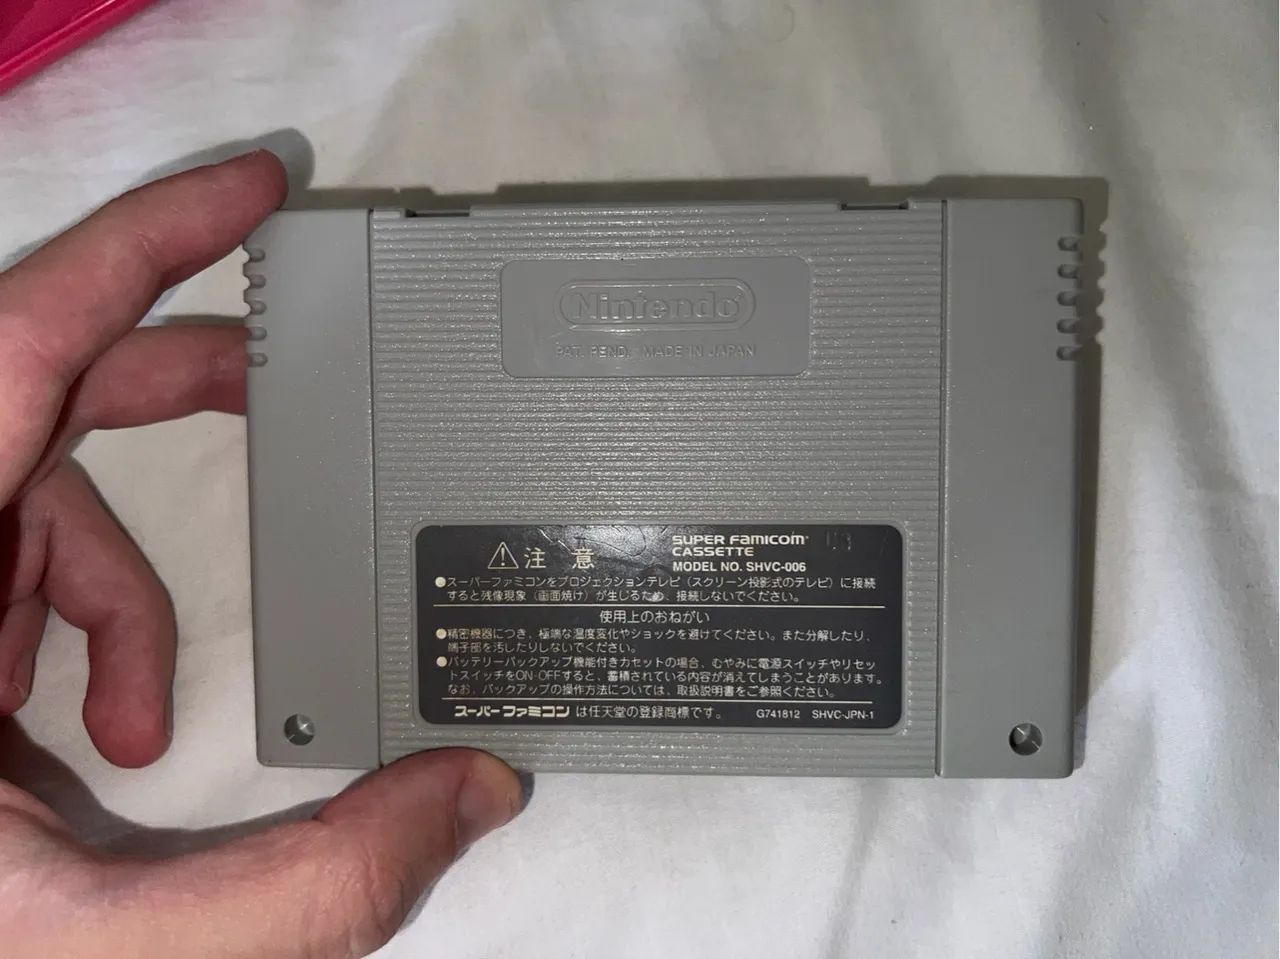 Nintendo
PAT. PEND. MADE IN JAPAN
⚠注意
SUPER FAMICOM
CASSETTE
MODEL NO. SHVC-006
●スーパーファミコンをプロジェクションテレビ（スクリーン投影式のテレビ）に接続
すると残像現象（画面焼け）が生じるため、接続しないでください。
使用上のおねがい
●精密機器につき、極端な温度変化やショックを避けてください。また分解したり、
端子部を汚したりしないでください。
●バッテリーバックアップ機能付きカセットの場合、むやみに電源スイッチやリセッ
トスイッチをON-OFFすると、蓄積されている内容が消えてしまうことがあります。
なお、バックアップの操作方法については、取扱説明書をご参照ください。
スーパーファミコン は任天堂の登録商標です。
G741812 SHVC-JPN-1